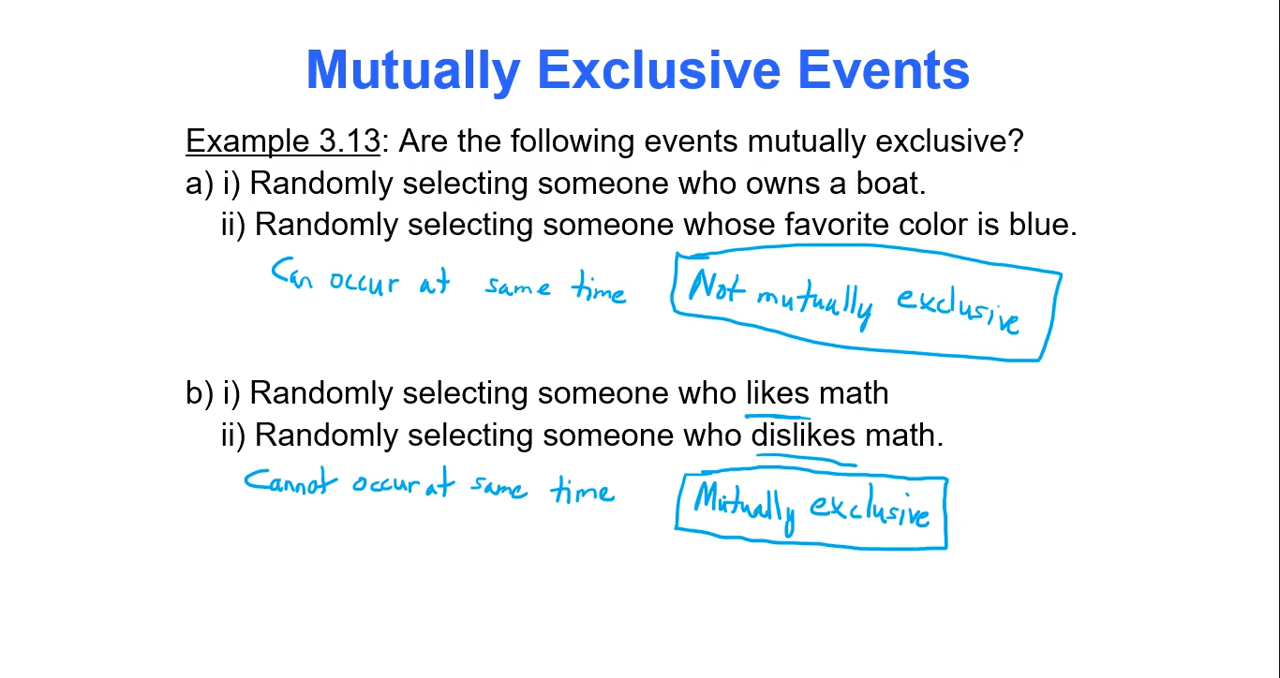 Mutually Exclusive Events
Example 3.13: Are the following events mutually exclusive?
a) i) Randomly selecting someone who owns a boat.
ii) Randomly selecting someone whose favorite color is blue.
Can occur at same time Not mutually exclusive
b) i) Randomly selecting someone who likes math
ii) Randomly selecting someone who dislikes math.
Cannot occur at same time Mutually exclusive